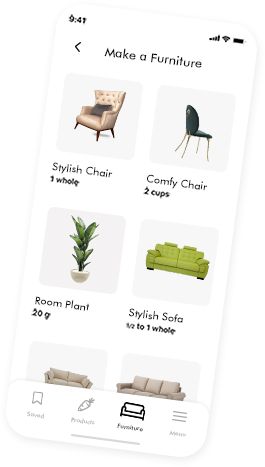 9:41
Make a Furniture
Stylish Chair
1 whole
Comfy Chair
2 cups
Room Plant
20 g
Stylish Sofa
1/2 to 1 whole
Saved
Products
Furniture
Menu